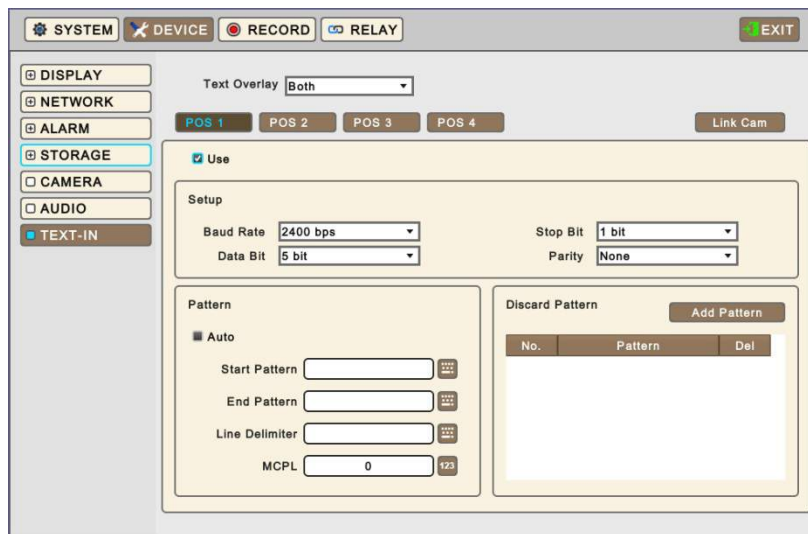 SYSTEM DEVICE RECORD RELAY EXIT
DISPLAY
NETWORK
ALARM
STORAGE
CAMERA
AUDIO
TEXT-IN
Text Overlay Both
POS 1 POS 2 POS 3 POS 4 Link Cam
Use
Setup
Baud Rate 2400 bps Stop Bit 1 bit
Data Bit 5 bit Parity None
Pattern
Auto
Start Pattern
End Pattern
Line Delimiter
MCPL 0 123
Discard Pattern Add Pattern
No. Pattern Del